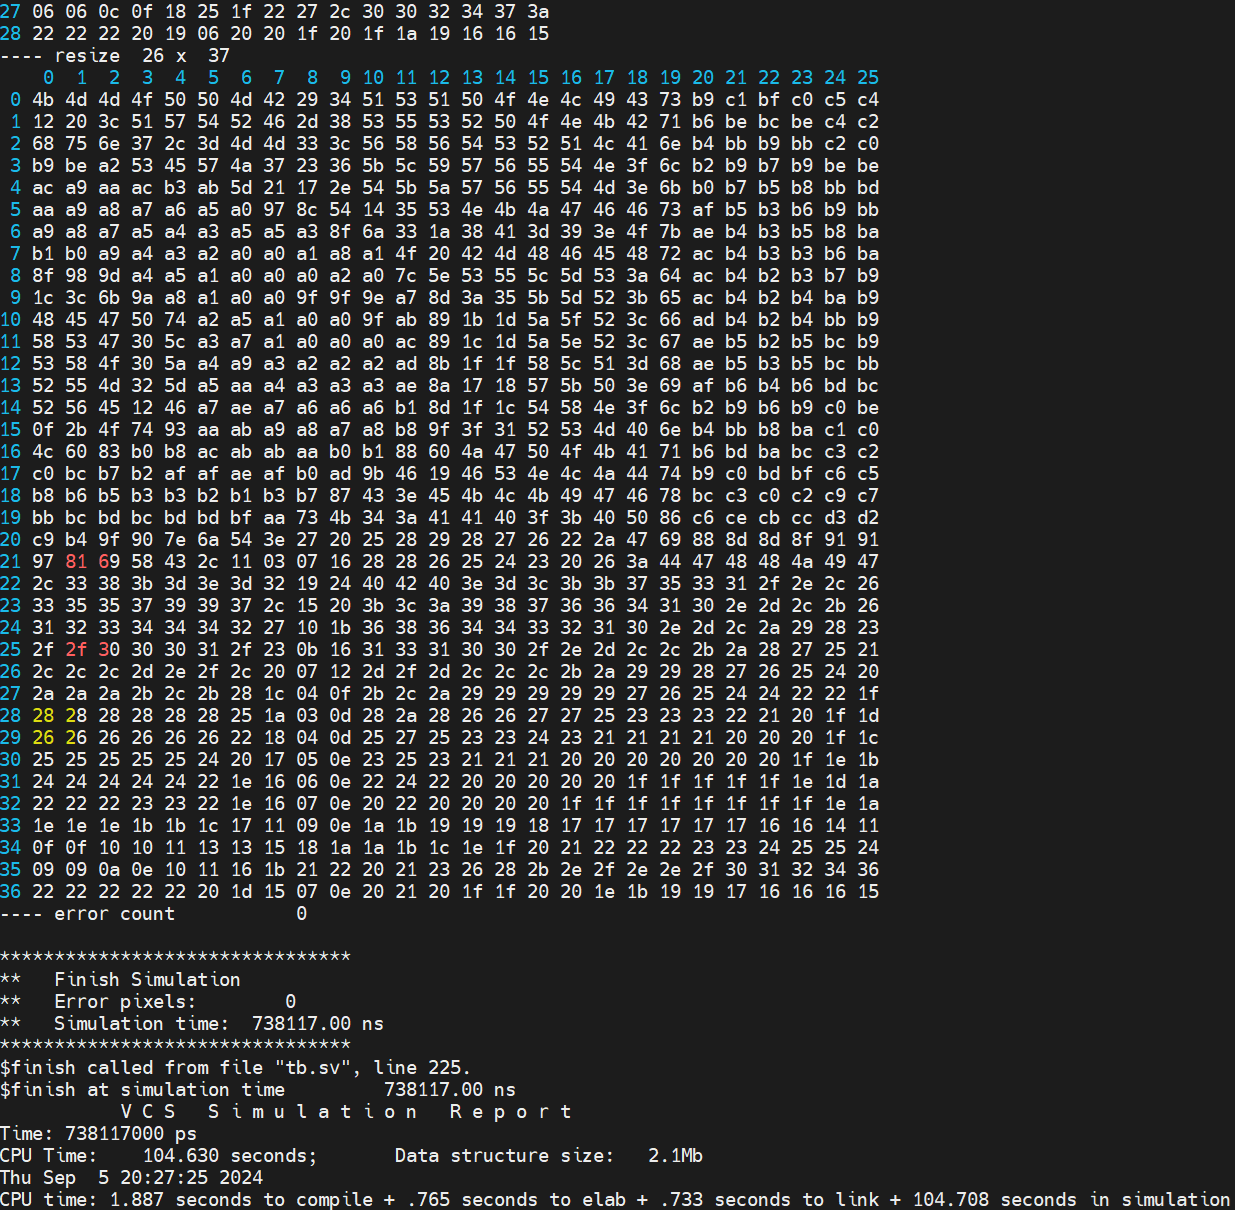 27 06 06 0c 0f 18 25 1f 22 27 2c 30 30 32 34 37 3a
28 22 22 22 20 19 06 20 20 1f 20 1f 1a 19 16 16 15
---- resize  26 x  37
    0  1  2  3  4  5  6  7  8  9 10 11 12 13 14 15 16 17 18 19 20 21 22 23 24 25
 0 4b 4d 4d 4f 50 50 4d 42 29 34 51 53 51 50 4f 4e 4c 49 43 73 b9 c1 bf c0 c5 c4
 1 12 20 3c 51 57 54 52 46 2d 38 53 55 53 52 50 4f 4e 4b 42 71 b6 be bc be c4 c2
 2 68 75 6e 37 2c 3d 4d 4d 33 3c 56 58 56 54 53 52 51 4c 41 6e b4 bb b9 bb c2 c0
 3 b9 be a2 53 45 57 4a 37 23 36 5b 5c 59 57 56 55 54 4e 3f 6c b2 b9 b7 b9 be be
 4 ac a9 aa ac b3 ab 5d 21 17 2e 54 5b 5a 57 56 55 54 4d 3e 6b b0 b7 b5 b8 bb bd
 5 aa a9 a8 a7 a6 a5 a0 97 8c 54 14 35 53 4e 4b 4a 47 46 46 73 af b5 b3 b6 b9 bb
 6 a9 a8 a7 a5 a4 a3 a5 a5 a3 8f 6a 33 1a 38 41 3d 39 3e 4f 7b ae b4 b3 b5 b8 ba
 7 b1 b0 a9 a4 a3 a2 a0 a0 a1 a8 a1 4f 20 42 4d 48 46 45 48 72 ac b4 b3 b3 b6 ba
 8 8f 98 9d a4 a5 a1 a0 a0 a0 a2 a0 7c 5e 53 55 5c 5d 53 3a 64 ac b4 b2 b3 b7 b9
 9 1c 3c 6b 9a a8 a1 a0 a0 9f 9f 9e a7 8d 3a 35 5b 5d 52 3b 65 ac b4 b2 b4 ba b9
10 48 45 47 50 74 a2 a5 a1 a0 a0 9f ab 89 1b 1d 5a 5f 52 3c 66 ad b4 b2 b4 bb b9
11 58 53 47 30 5c a3 a7 a1 a0 a0 a0 ac 89 1c 1d 5a 5e 52 3c 67 ae b5 b2 b5 bc b9
12 53 58 4f 30 5a a4 a9 a3 a2 a2 a2 ad 8b 1f 1f 58 5c 51 3d 68 ae b5 b3 b5 bc bb
13 52 55 4d 32 5d a5 aa a4 a3 a3 a3 ae 8a 17 18 57 5b 50 3e 69 af b6 b4 b6 bd bc
14 52 56 45 12 46 a7 ae a7 a6 a6 a6 b1 8d 1f 1c 54 58 4e 3f 6c b2 b9 b6 b9 c0 be
15 0f 2b 4f 74 93 aa ab a9 a8 a7 a8 b8 9f 3f 31 52 53 4d 40 6e b4 bb b8 ba c1 c0
16 4c 60 83 b0 b8 ac ab ab aa b0 b1 88 60 4a 47 50 4f 4b 41 71 b6 bd ba bc c3 c2
17 c0 bc b7 b2 af af ae af b0 ad 9b 46 19 46 53 4e 4c 4a 44 74 b9 c0 bd bf c6 c5
18 b8 b6 b5 b3 b3 b2 b1 b3 b7 87 43 3e 45 4b 4c 4b 49 47 46 78 bc c3 c0 c2 c9 c7
19 bb bc bd bc bd bd bf aa 73 4b 34 3a 41 41 40 3f 3b 40 50 86 c6 ce cb cc d3 d2
20 c9 b4 9f 90 7e 6a 54 3e 27 20 25 28 29 28 27 26 22 2a 47 69 88 8d 8d 8f 91 91
21 97 81 69 58 43 2c 11 03 07 16 28 28 26 25 24 23 20 26 3a 44 47 48 48 4a 49 47
22 2c 33 38 3b 3d 3e 3d 32 19 24 40 42 40 3e 3d 3c 3b 3b 37 35 33 31 2f 2e 2c 26
23 33 35 35 37 39 39 37 2c 15 20 3b 3c 3a 39 38 37 36 36 34 31 30 2e 2d 2c 2b 26
24 31 32 33 34 34 34 32 27 10 1b 36 38 36 34 34 33 32 31 30 2e 2d 2c 2a 29 28 23
25 2f 2f 30 30 30 31 2f 23 0b 16 31 33 31 30 30 2f 2e 2d 2c 2c 2b 2a 28 27 25 21
26 2c 2c 2c 2d 2e 2f 2c 20 07 12 2d 2f 2d 2c 2c 2c 2b 2a 29 29 28 27 26 25 24 20
27 2a 2a 2a 2b 2c 2b 28 1c 04 0f 2b 2c 2a 29 29 29 29 29 27 26 25 24 24 22 22 1f
28 28 28 28 28 28 28 25 1a 03 0d 28 2a 28 26 26 27 27 25 23 23 23 22 21 20 1f 1d
29 26 26 26 26 26 26 22 18 04 0d 25 27 25 23 23 24 23 21 21 21 21 20 20 20 1f 1c
30 25 25 25 25 25 24 20 17 05 0e 23 25 23 21 21 21 20 20 20 20 20 20 20 1f 1e 1b
31 24 24 24 24 24 22 1e 16 06 0e 22 24 22 20 20 20 20 20 1f 1f 1f 1f 1f 1e 1d 1a
32 22 22 22 23 23 22 1e 16 07 0e 20 22 20 20 20 20 1f 1f 1f 1f 1f 1f 1f 1f 1e 1a
33 1e 1e 1e 1b 1b 1c 17 11 09 0e 1a 1b 19 19 19 18 17 17 17 17 17 17 16 16 14 11
34 0f 0f 10 10 11 13 13 15 18 1a 1a 1b 1c 1e 1f 20 21 22 22 22 23 23 24 25 25 24
35 09 09 0a 0e 10 11 16 1b 21 22 20 21 23 26 28 2b 2e 2f 2e 2e 2f 30 31 32 34 36
36 22 22 22 22 22 20 1d 15 07 0e 20 21 20 1f 1f 20 20 1e 1b 19 19 17 16 16 16 15
---- error count           0
********************************
**   Finish Simulation
**   Error pixels:        0
**   Simulation time:  738117.00 ns
********************************
$finish called from file "tb.sv", line 225.
$finish at simulation time         738117.00 ns
           V C S   S i m u l a t i o n   R e p o r t
Time: 738117000 ps
CPU Time:    104.630 seconds;       Data structure size:   2.1Mb
Thu Sep  5 20:27:25 2024
CPU time: 1.887 seconds to compile + .765 seconds to elab + .733 seconds to link + 104.708 seconds in simulation